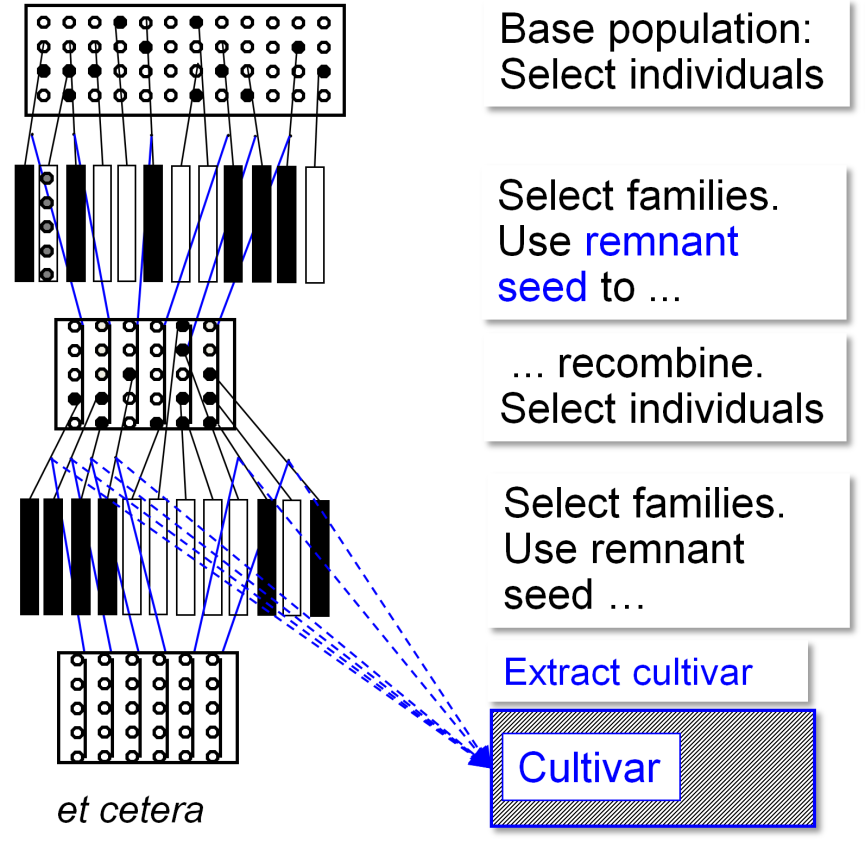 Base population:
Select individuals
Select families.
Use remnant
seed to ...
... recombine.
Select individuals
Select families.
Use remnant
seed ...
Extract cultivar
Cultivar
et cetera